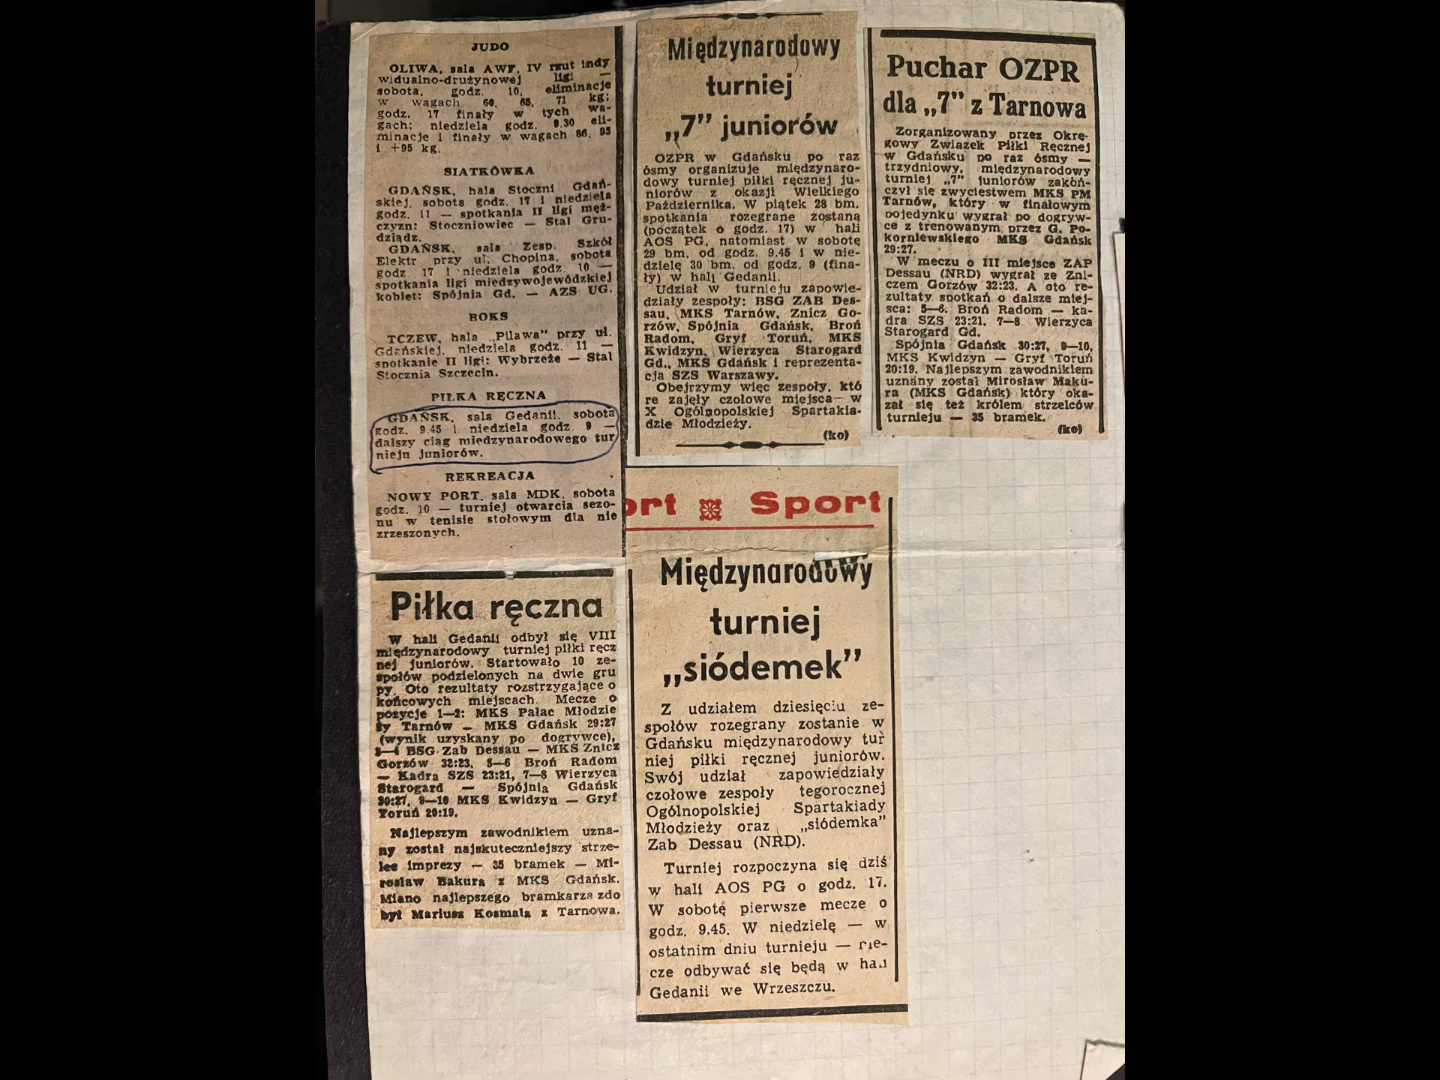 JUDO
OLIWA, sala AWF, IV rzut indy
widualno-drużynowej ligi —
sobota, godz. 10, eliminacje
w wagach 60, 65, 71 kg;
godz. 17 finały w tych wa-
gach; niedziela godz. 9.30 eli-
minacje i finały w wagach 86, 95
i +95 kg.
SIATKÓWKA
GDAŃSK, hala Stoczni Gdań-
skiej, sobota godz. 17 i niedziela
godz. 11 — spotkania II ligi męż-
czyzn: Stoczniowiec — Stal Gru-
dziądz.
GDAŃSK, sala Zesp. Szkół
Elektr przy ul. Chopina, sobota
godz 17 i niedziela godz. 10 —
spotkania ligi międzywojewódzkiej
kobiet: Spójnia Gd. — AZS UG.
BOKS
TCZEW, hala „Piława” przy ul.
Gdańskiej, niedziela godz. 11 —
spotkanie II ligi: Wybrzeże — Stal
Stocznia Szczecin.
PIŁKA RĘCZNA
GDAŃSK, sala Gedanii, sobota
godz. 9.45 i niedziela godz. 9 —
dalszy ciąg międzynarodowego tur
nieju juniorów.
REKREACJA
NOWY PORT, sala MDK, sobota
godz. 10 — turniej otwarcia sezo-
nu w tenisie stołowym dla nie
zrzeszonych.
Piłka ręczna
W hali Gedanii odbył się VIII
międzynarodowy turniej piłki ręcz
nej juniorów. Startowało 10 ze-
społów podzielonych na dwie gru
py. Oto rezultaty rozstrzygające o
końcowych miejscach. Mecze o
pozycje 1—2: MKS Pałac Młodzie
ży Tarnów — MKS Gdańsk 29:27
(wynik uzyskany po dogrywce),
3—4 BSG Zab Dessau — MKS Znicz
Gorzów 32:23, 5—6 Broń Radom
— Kadra SZS 23:21, 7—8 Wierzyca
Starogard — Spójnia Gdańsk
30:27, 9—10 MKS Kwidzyn — Gryf
Toruń 20:19.
Najlepszym zawodnikiem uzna-
ny został najskuteczniejszy strze-
lec imprezy — 35 bramek — Mi-
rosław Bakura z MKS Gdańsk.
Miano najlepszego bramkarza zdo
był Mariusz Kosmala z Tarnowa.
Międzynarodowy
turniej
„7” juniorów
OZPR w Gdańsku po raz
ósmy organizuje międzynaro-
dowy turniej piłki ręcznej ju-
niorów z okazji Wielkiego
Października. W piątek 28 bm.
spotkania rozegrane zostaną
(początek o godz. 17) w hali
AOS PG, natomiast w sobotę
29 bm. od godz. 9.45 i w nie-
dzielę 30 bm. od godz. 9 (fina-
ły) w hali Gedanii.
Udział w turnieju zapowie-
działy zespoły: BSG ZAB Des-
sau, MKS Tarnów, Znicz Go-
rzów, Spójnia Gdańsk, Broń
Radom, Gryf Toruń, MKS
Kwidzyn, Wierzyca Starogard
Gd., MKS Gdańsk i reprezenta-
cja SZS Warszawy.
Obejrzymy więc zespoły, któ
re zajęły czołowe miejsca w
X Ogólnopolskiej Spartakia-
dzie Młodzieży.
(ko)
ort Sport
Międzynarodowy
turniej
„siódemek”
Z udziałem dziesięciu ze-
społów rozegrany zostanie w
Gdańsku międzynarodowy tur
niej piłki ręcznej juniorów.
Swój udział zapowiedziały
czołowe zespoły tegorocznej
Ogólnopolskiej Spartakiady
Młodzieży oraz „siódemka”
Zab Dessau (NRD).
Turniej rozpoczyna się dziś
w hali AOS PG o godz. 17.
W sobotę pierwsze mecze o
godz. 9.45. W niedzielę — w
ostatnim dniu turnieju — me-
cze odbywać się będą w hali
Gedanii we Wrzeszczu.
Puchar OZPR
dla „7” z Tarnowa
Zorganizowany przez Okrę-
gowy Związek Piłki Ręcznej
w Gdańsku po raz ósmy —
trzydniowy, międzynarodowy
turniej „7” juniorów zakoń-
czył się zwycięstwem MKS PM
Tarnów, który w finałowym
pojedynku wygrał po dogryw-
ce z trenowanym przez G. Po-
korniewskiego MKS Gdańsk
29:27.
W meczu o III miejsce ZAP
Dessau (NRD) wygrał ze Zni-
czem Gorzów 32:23. A oto re-
zultaty spotkań o dalsze miej-
sca: 5—6. Broń Radom — ka-
dra SZS 23:21, 7—8 Wierzyca
Starogard Gd.
Spójnia Gdańsk 30:27, 9—10,
MKS Kwidzyn — Gryf Toruń
20:19. Najlepszym zawodnikiem
uznany został Mirosław Maku-
ra (MKS Gdańsk) który oka-
zał się też królem strzelców
turnieju — 35 bramek.
(ko)